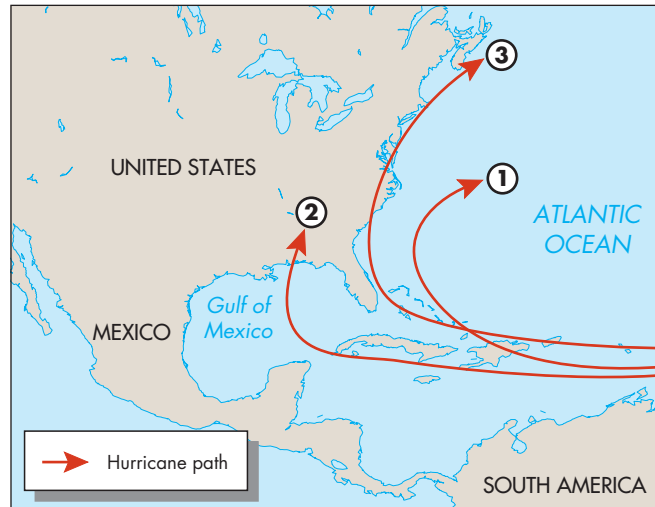 3
1
UNITED STATES
2
ATLANTIC
OCEAN
Gulf of
Mexico
MEXICO
Hurricane path
SOUTH AMERICA